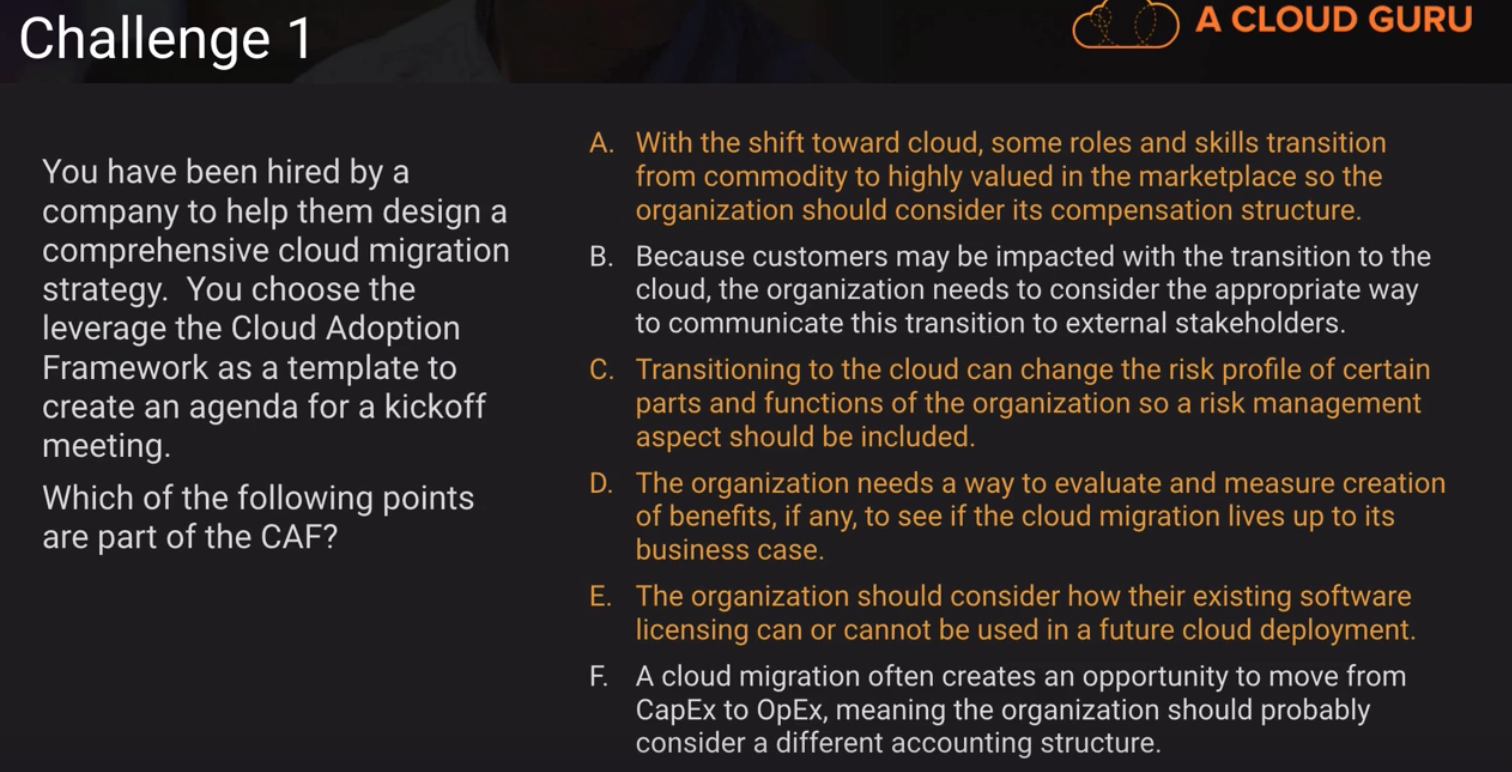 Challenge 1
A CLOUD GURU
You have been hired by a
company to help them design a
comprehensive cloud migration
strategy. You choose the
leverage the Cloud Adoption
Framework as a template to
create an agenda for a kickoff
meeting.
Which of the following points
are part of the CAF?
A. With the shift toward cloud, some roles and skills transition
from commodity to highly valued in the marketplace so the
organization should consider its compensation structure.
B. Because customers may be impacted with the transition to the
cloud, the organization needs to consider the appropriate way
to communicate this transition to external stakeholders.
C. Transitioning to the cloud can change the risk profile of certain
parts and functions of the organization so a risk management
aspect should be included.
D. The organization needs a way to evaluate and measure creation
of benefits, if any, to see if the cloud migration lives up to its
business case.
E. The organization should consider how their existing software
licensing can or cannot be used in a future cloud deployment.
F. A cloud migration often creates an opportunity to move from
CapEx to OpEx, meaning the organization should probably
consider a different accounting structure.